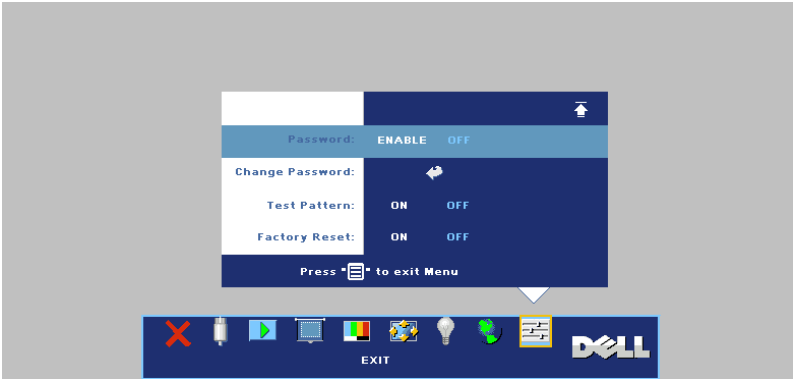 Password: ENABLE OFF
Change Password:
Test Pattern: ON OFF
Factory Reset: ON OFF
Press "" to exit Menu
EXIT
DELL